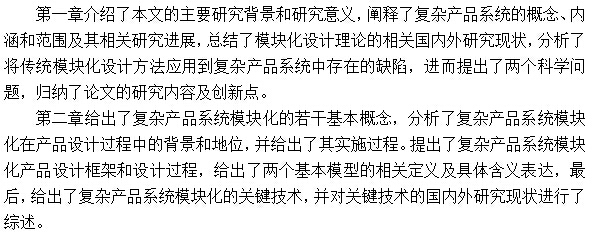 第一章介绍了本文的主要研究背景和研究意义，阐释了复杂产品系统的概念、内
涵和范围及其相关研究进展，总结了模块化设计理论的相关国内外研究现状，分析了
将传统模块化设计方法应用到复杂产品系统中存在的缺陷，进而提出了两个科学问
题，归纳了论文的研究内容及创新点。
第二章给出了复杂产品系统模块化的若干基本概念，分析了复杂产品系统模块
化在产品设计过程中的背景和地位，并给出了其实施过程。提出了复杂产品系统模块
化产品设计框架和设计过程，给出了两个基本模型的相关定义及具体含义表达，最
后，给出了复杂产品系统模块化的关键技术，并对关键技术的国内外研究现状进行了
综述。